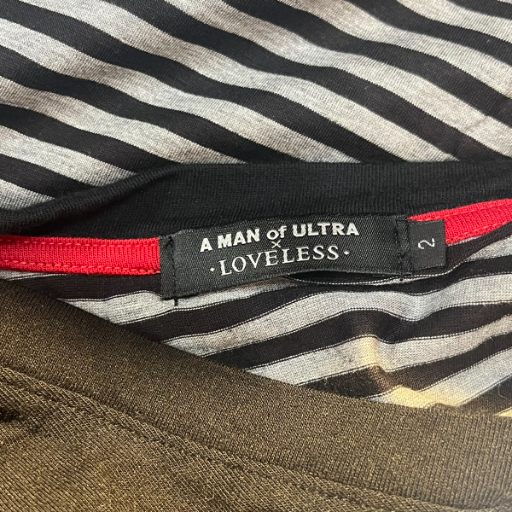 A MAN of ULTRA
×
·LOVELESS·
2